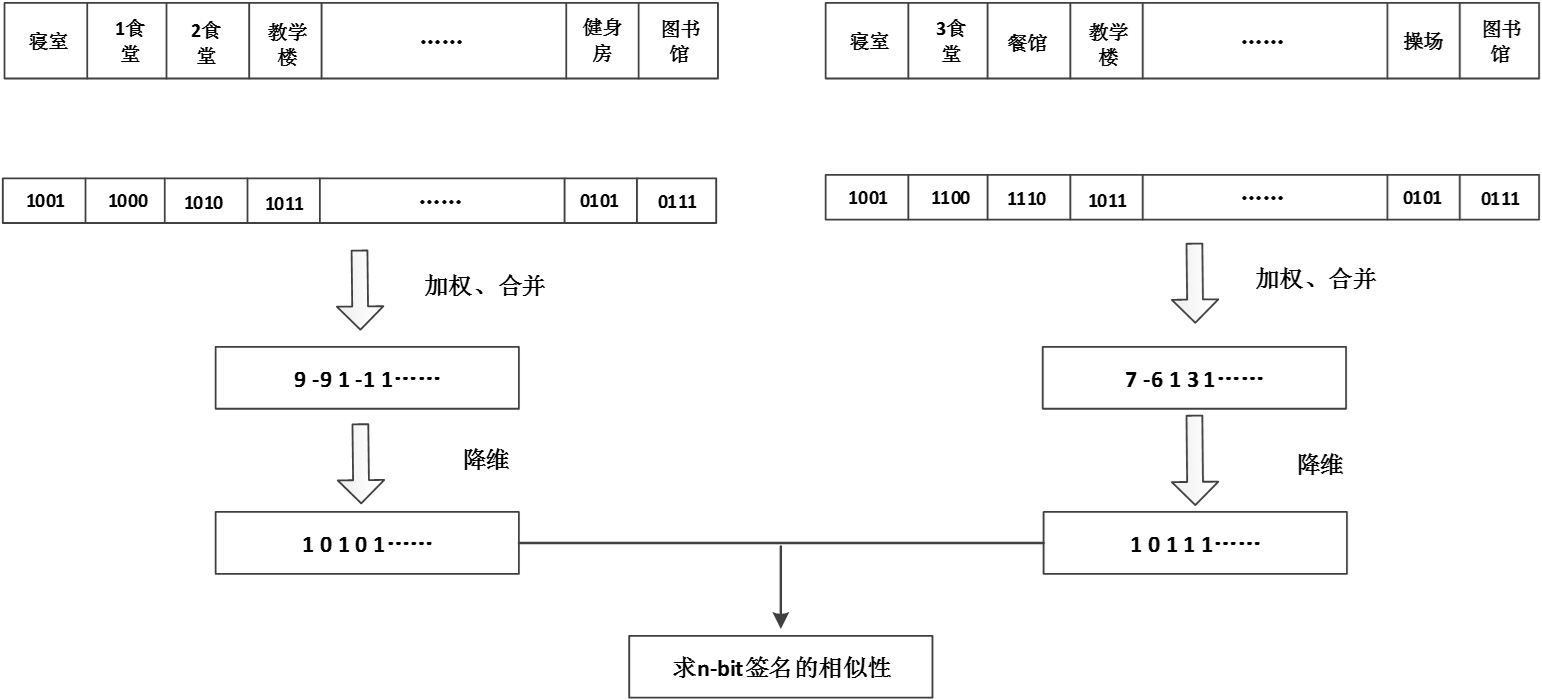 寝室 1食堂 2食堂 教学楼 …… 健身房 图书馆
寝室 3食堂 餐馆 教学楼 …… 操场 图书馆
1001 1000 1010 1011 …… 0101 0111
1001 1100 1110 1011 …… 0101 0111
加权、合并
加权、合并
9 -9 1 -1 1……
7 -6 1 3 1……
降维
降维
1 0 1 0 1……
1 0 1 1 1……
求n-bit签名的相似性